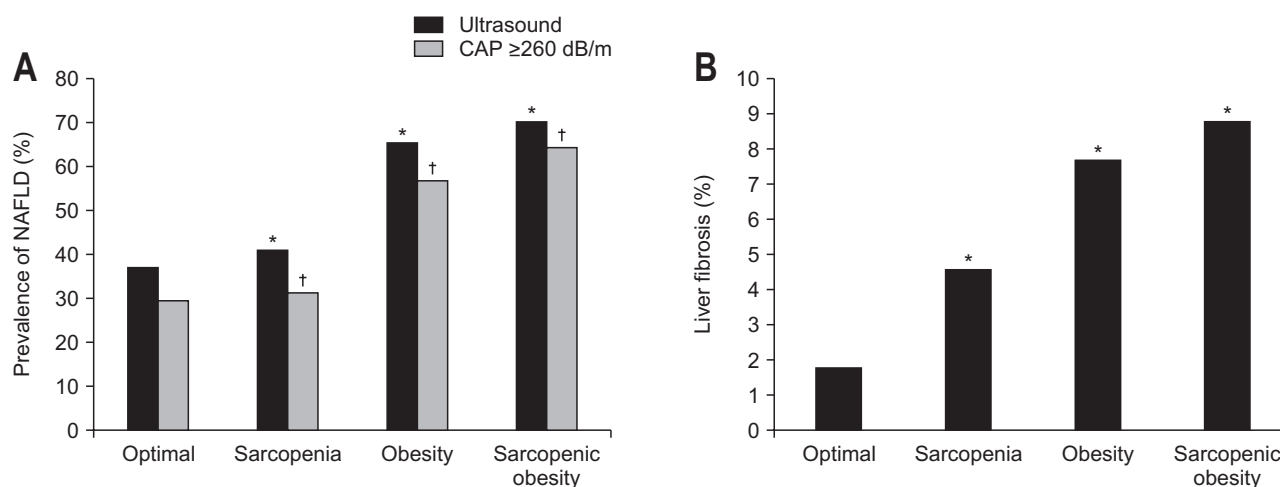 Ultrasound
CAP ≥260 dB/m
A
Prevalence of NAFLD (%)
80
70
60
50
40
30
20
10
0
*
†
*
†
*
†
Optimal
Sarcopenia
Obesity
Sarcopenic
obesity
B
Liver fibrosis (%)
10
9
8
7
6
5
4
3
2
1
0
*
*
*
Optimal
Sarcopenia
Obesity
Sarcopenic
obesity